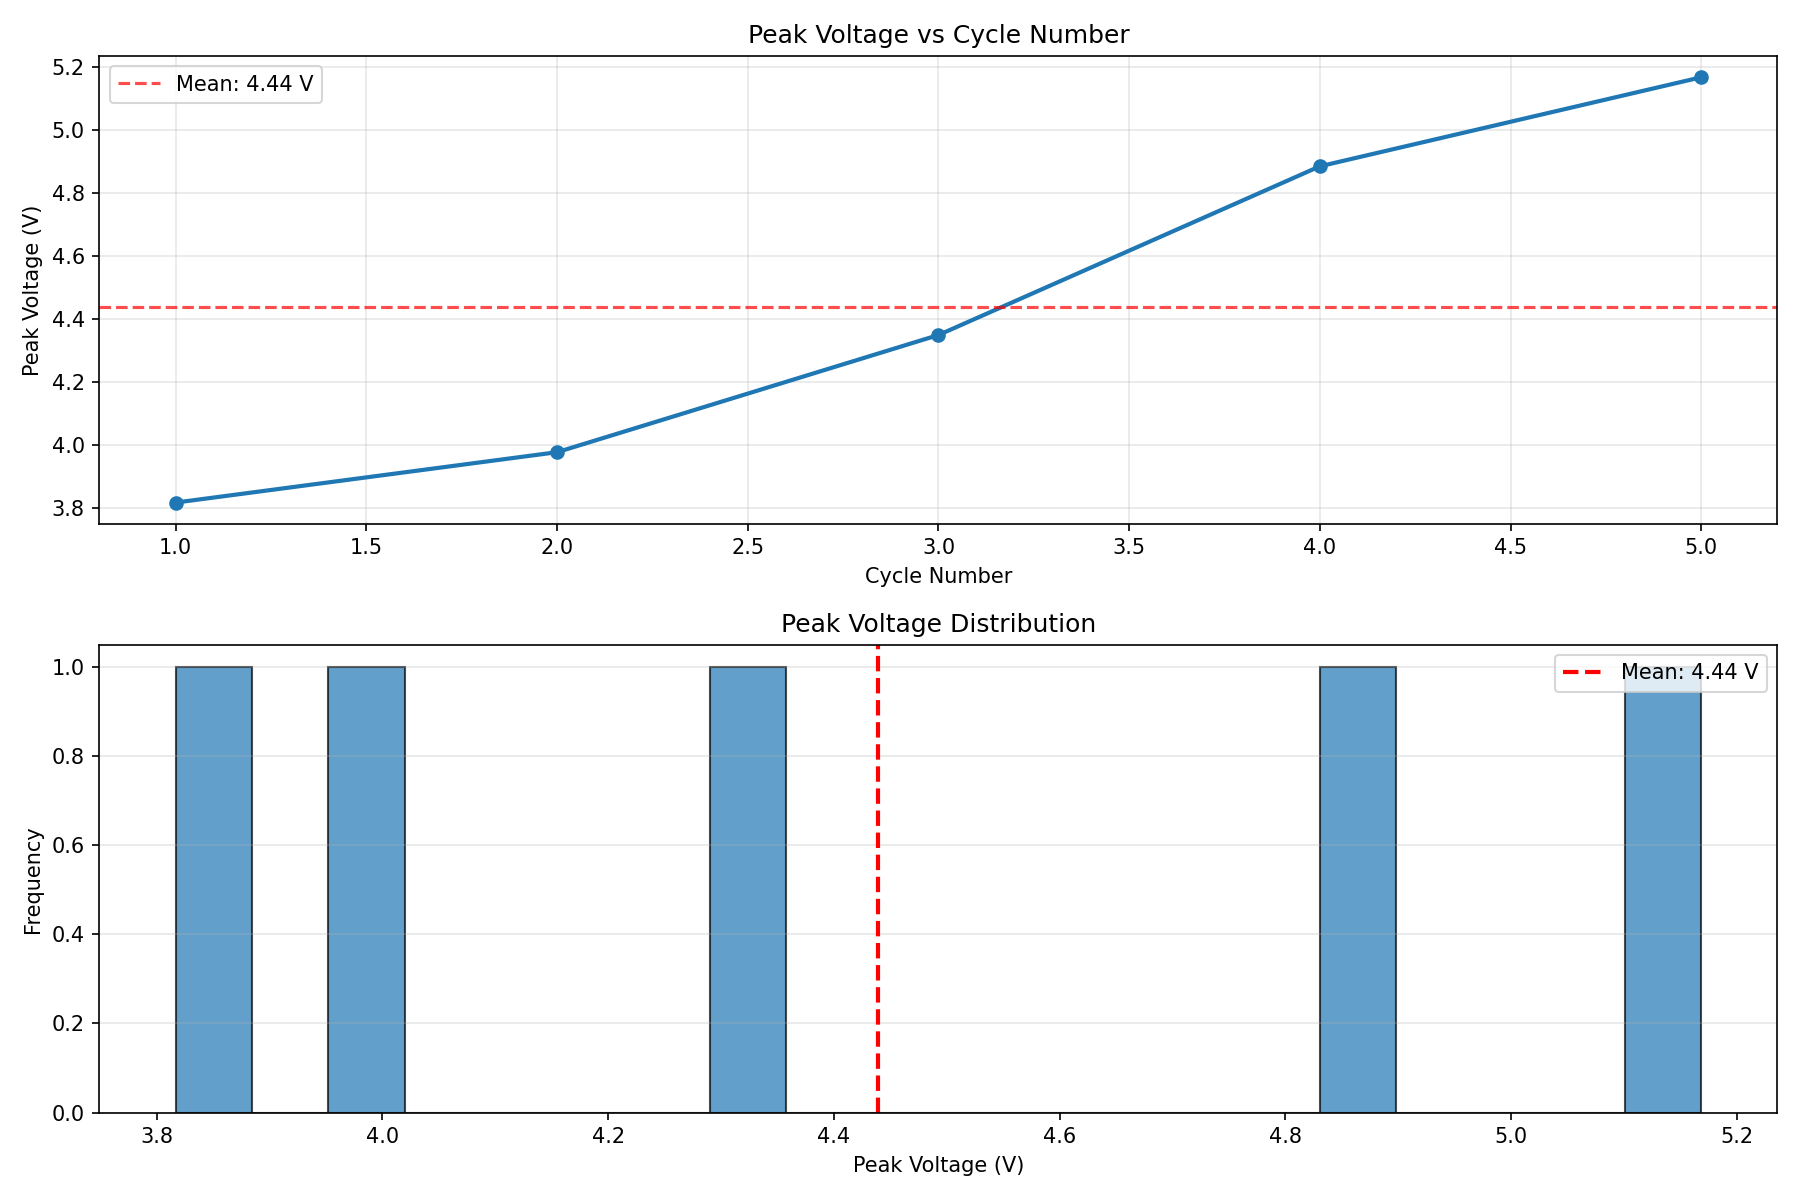 Peak Voltage vs Cycle Number
Mean: 4.44 V
Peak Voltage (V)
5.2
5.0
4.8
4.6
4.4
4.2
4.0
3.8
1.0 1.5 2.0 2.5 3.0 3.5 4.0 4.5 5.0
Cycle Number
Peak Voltage Distribution
Mean: 4.44 V
Frequency
1.0
0.8
0.6
0.4
0.2
0.0
3.8 4.0 4.2 4.4 4.6 4.8 5.0 5.2
Peak Voltage (V)